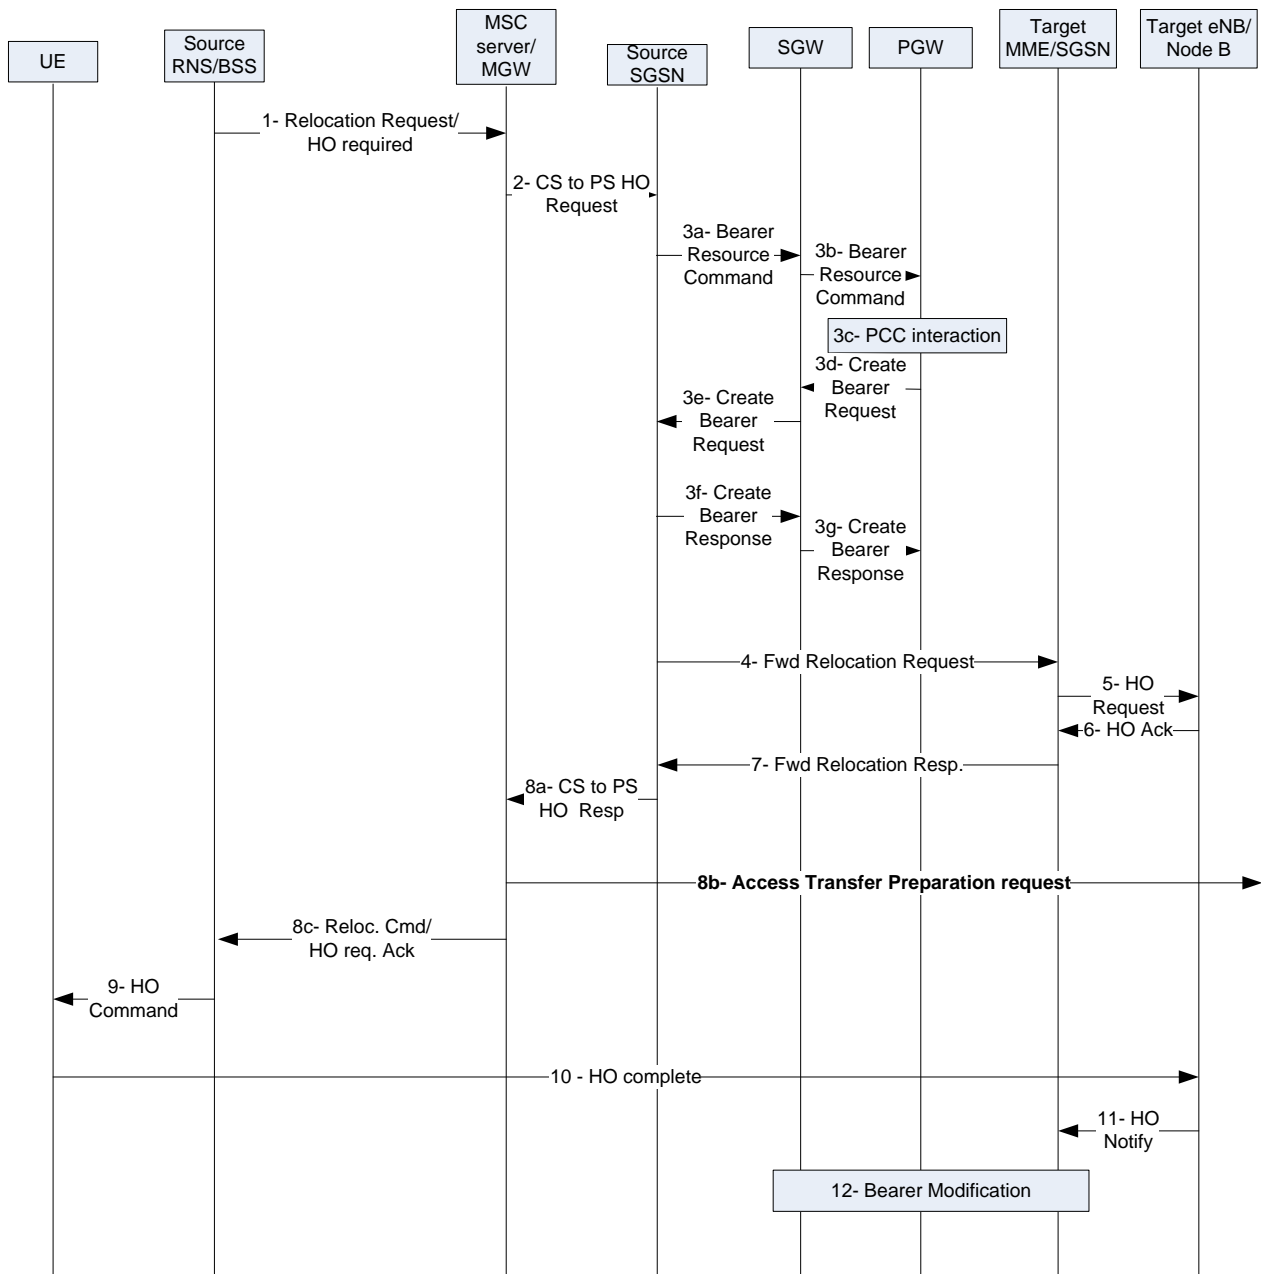 UE
Source
RNS/BSS
MSC
server/
MGW
Source
SGSN
SGW
PGW
Target
MME/SGSN
Target eNB/
Node B
1- Relocation Request/
HO required
2- CS to PS HO
Request
3a- Bearer
Resource
Command
3b- Bearer
Resource
Command
3c- PCC interaction
3d- Create
Bearer
Request
3e- Create
Bearer
Request
3f- Create
Bearer
Response
3g- Create
Bearer
Response
4- Fwd Relocation Request
5- HO
Request
6- HO Ack
7- Fwd Relocation Resp.
8a- CS to PS
HO  Resp
8b- Access Transfer Preparation request
8c- Reloc. Cmd/
HO req. Ack
9- HO
Command
10 - HO complete
11- HO
Notify
12- Bearer Modification